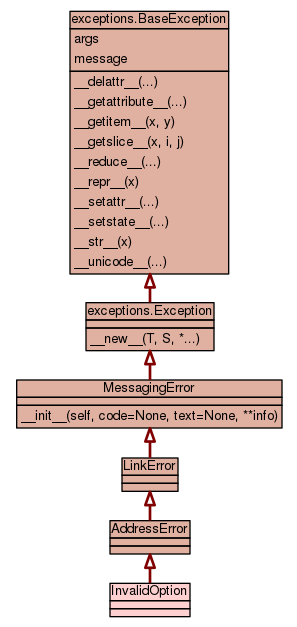 exceptions.BaseException
args
message
__delattr__(...)
__getattribute__(...)
__getitem__(x, y)
__getslice__(x, i, j)
__reduce__(...)
__repr__(x)
__setattr__(...)
__setstate__(...)
__str__(x)
__unicode__(...)
exceptions.Exception
__new__(T, S, *...)
MessagingError
__init__(self, code=None, text=None, **info)
LinkError
AddressError
InvalidOption